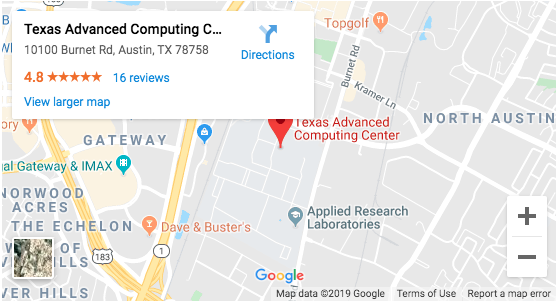 Texas Advanced Computing C...
10100 Burnet Rd, Austin, TX 78758
4.8
16 reviews
View larger map
Directions
Topgolf
Burnet Rd
Kramer Ln
Texas Advanced
Computing Center
NORTH AUSTIN
GATEWAY
al Gateway & IMAX
NORWOOD
ACRES
THE ECHELON
Dave & Buster's
Applied Research
Laboratories
1
183
W OF
HILLS
VER HILLS
Google
Map data ©2019 Google
Terms of Use
Report a map error